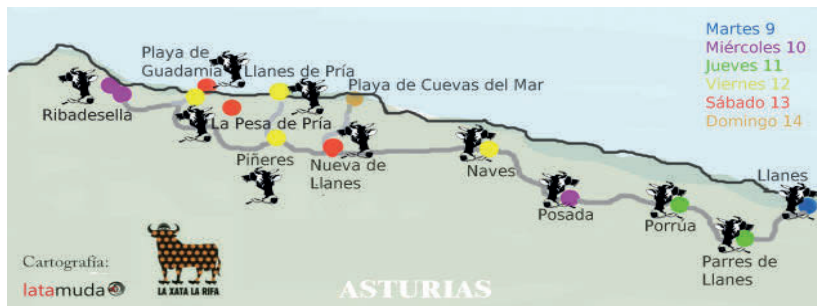 Martes 9
Miércoles 10
Jueves 11
Viernes 12
Sábado 13
Domingo 14
Playa de
Guadamía
Llanes de Pría
Playa de Cuevas del Mar
Ribadesella
La Pesa de Pría
Piñeres
Nueva de
Llanes
Naves
Posada
Porrúa
Parres de
Llanes
Llanes
Cartografía:
latamuda
LA XATA LA RIFA
ASTURIAS